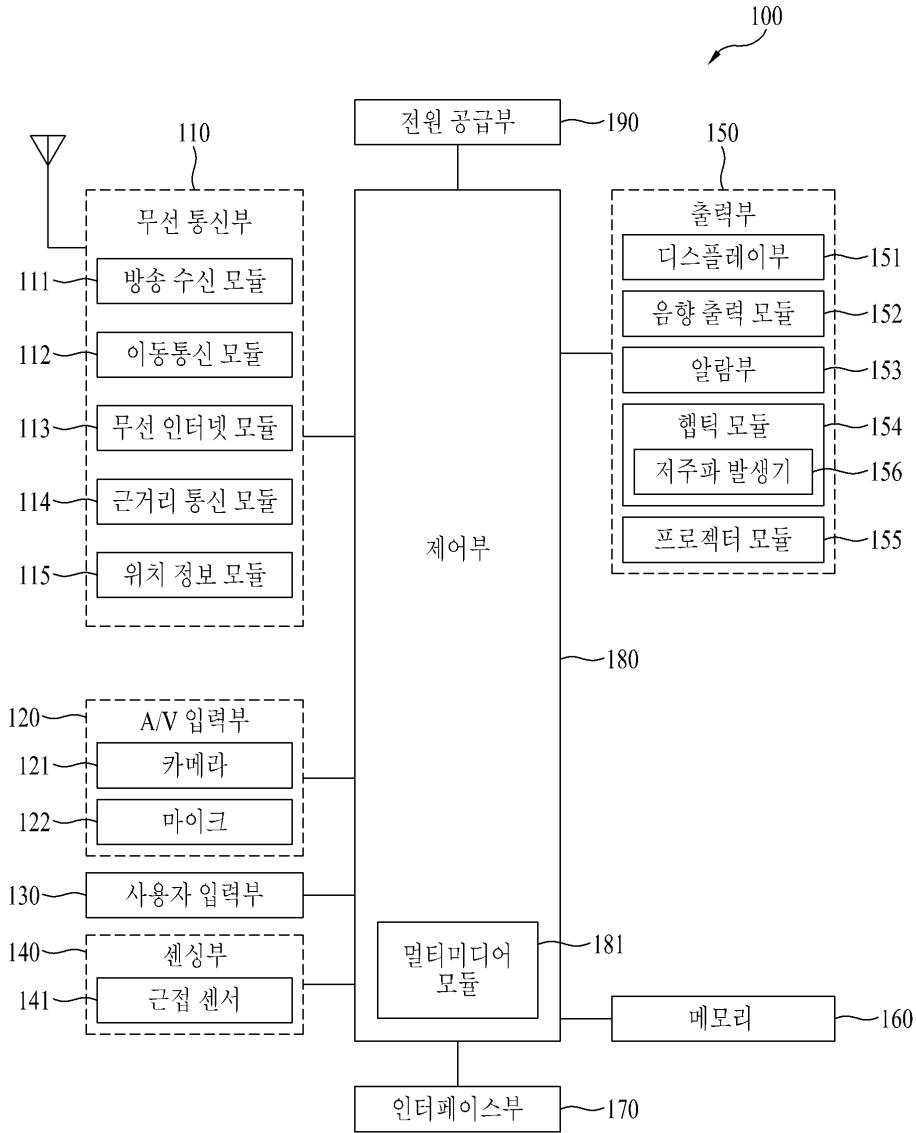 100
전원 공급부
190
110
무선 통신부
111
방송 수신 모듈
112
이동통신 모듈
113
무선 인터넷 모듈
114
근거리 통신 모듈
115
위치 정보 모듈
120
A/V 입력부
121
카메라
122
마이크
130
사용자 입력부
140
센싱부
141
근접 센서
제어부
180
멀티미디어
모듈
181
150
출력부
디스플레이부
151
음향 출력 모듈
152
알람부
153
햅틱 모듈
154
저주파 발생기
156
프로젝터 모듈
155
메모리
160
인터페이스부
170